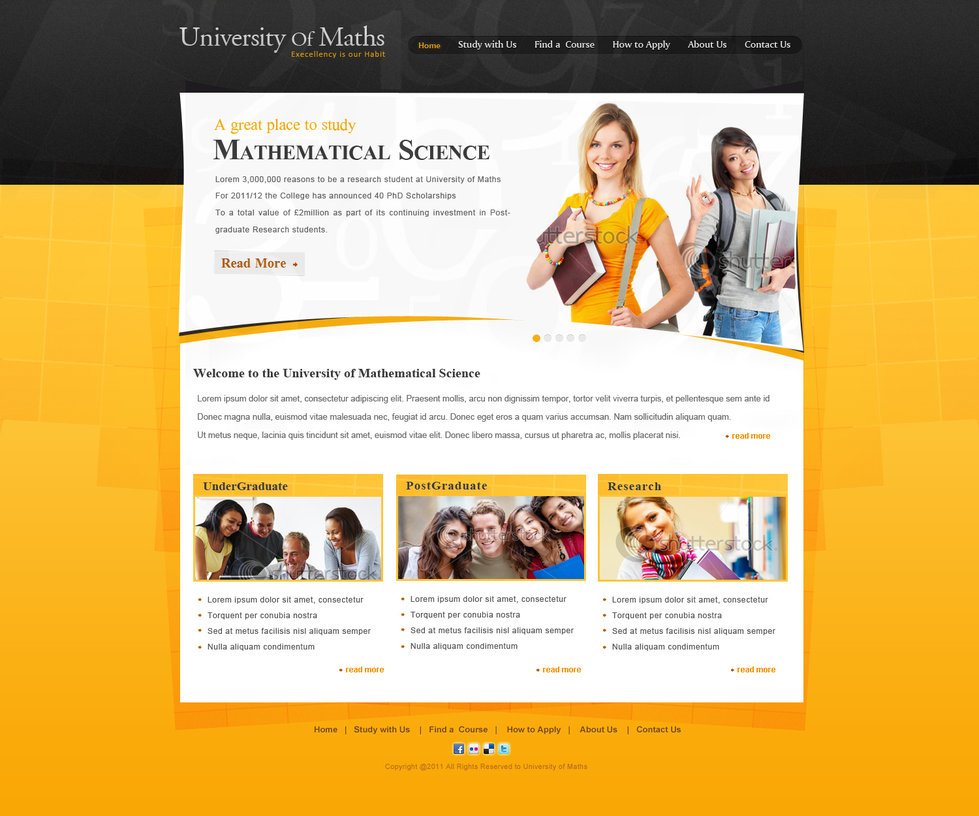 University Of Maths
Execellency is our Habit
Home Study with Us Find a Course How to Apply About Us Contact Us
A great place to study
Mathematical Science
Lorem 3,000,000 reasons to be a research student at University of Maths
For 2011/12 the College has announced 40 PhD Scholarships
To a total value of £2million as part of its continuing investment in Post-
graduate Research students.
Read More
shutterstock
shutter
Welcome to the University of Mathematical Science
Lorem ipsum dolor sit amet, consectetur adipiscing elit. Praesent mollis, arcu non dignissim tempor, tortor velit viverra turpis, et pellentesque sem ante id
Donec magna nulla, euismod vitae malesuada nec, feugiat id arcu. Donec eget eros a quam varius accumsan. Nam sollicitudin aliquam quam.
Ut metus neque, lacinia quis tincidunt sit amet, euismod vitae elit. Donec libero massa, cursus ut pharetra ac, mollis placerat nisi.
read more
UnderGraduate
shutterstock
Lorem ipsum dolor sit amet, consectetur
Torquent per conubia nostra
Sed at metus facilisis nisl aliquam semper
Nulla aliquam condimentum
read more
PostGraduate
shutterstock
Lorem ipsum dolor sit amet, consectetur
Torquent per conubia nostra
Sed at metus facilisis nisl aliquam semper
Nulla aliquam condimentum
read more
Research
shutterstock
Lorem ipsum dolor sit amet, consectetur
Torquent per conubia nostra
Sed at metus facilisis nisl aliquam semper
Nulla aliquam condimentum
read more
Home | Study with Us | Find a Course | How to Apply | About Us | Contact Us
Copyright @2011 All Rights Reserved to University of Maths